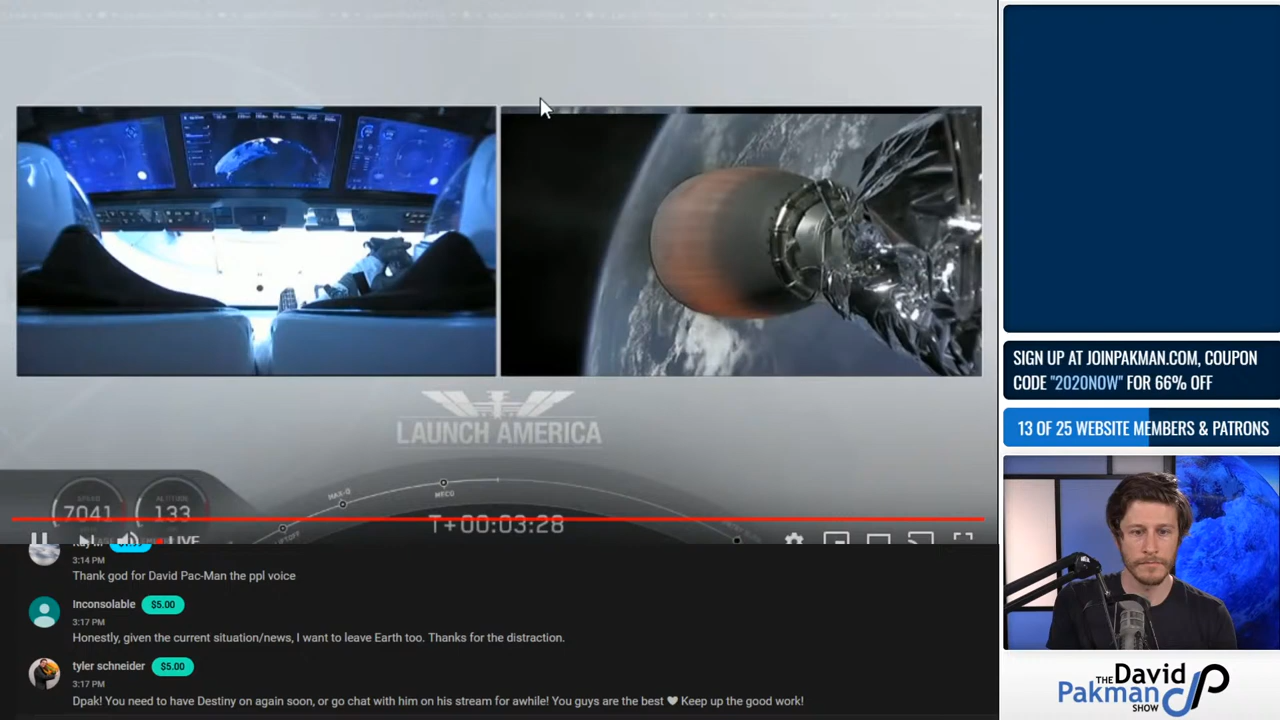 LAUNCH AMERICA
MAX-Q
MECO
SPEED
7041
ALTITUDE
133
T+00:03:28
LIVE
3:14 PM
Thank god for David Pac-Man the ppl voice
Inconsolable $5.00
3:17 PM
Honestly, given the current situation/news, I want to leave Earth too. Thanks for the distraction.
tyler schneider $5.00
3:17 PM
Dpak! You need to have Destiny on again soon, or go chat with him on his stream for awhile! You guys are the best ♥ Keep up the good work!
SIGN UP AT JOINPAKMAN.COM, COUPON
CODE "2020NOW" FOR 66% OFF
13 OF 25 WEBSITE MEMBERS & PATRONS
THE David
Pakman
SHOW